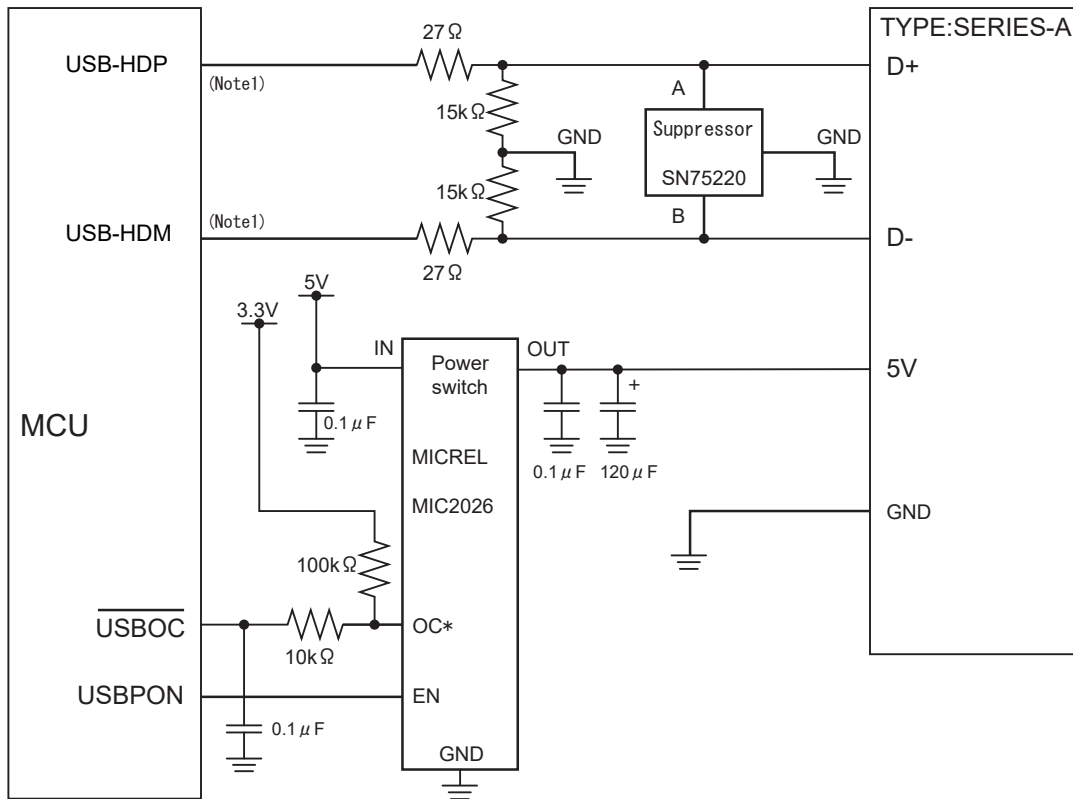 TYPE:SERIES-A
27Ω
USB-HDP
(Note1)
D+
A
15kΩ
GND
Suppressor
SN75220
GND
15kΩ
B
USB-HDM
(Note1)
D-
27Ω
5V
3.3V
IN
Power
switch
OUT
5V
0.1μF
MCU
MICREL
MIC2026
0.1μF
120μF
+
GND
100kΩ
USBOC
10kΩ
OC*
USBPON
EN
0.1μF
GND